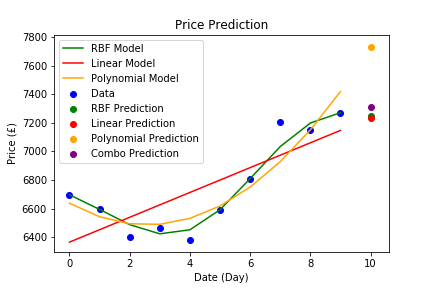 Price Prediction
Price (£)
7800
7600
7400
7200
7000
6800
6600
6400
RBF Model
Linear Model
Polynomial Model
Data
RBF Prediction
Linear Prediction
Polynomial Prediction
Combo Prediction
0 2 4 6 8 10
Date (Day)